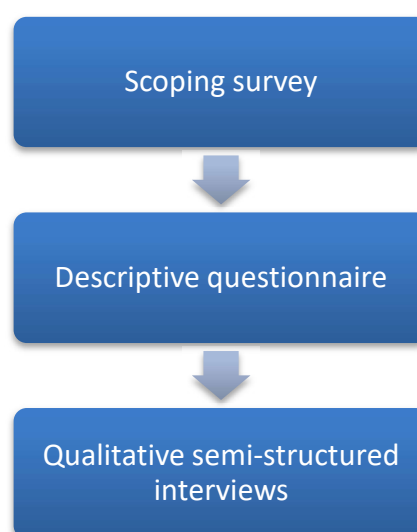 Scoping survey
Descriptive questionnaire
Qualitative semi-structured
interviews